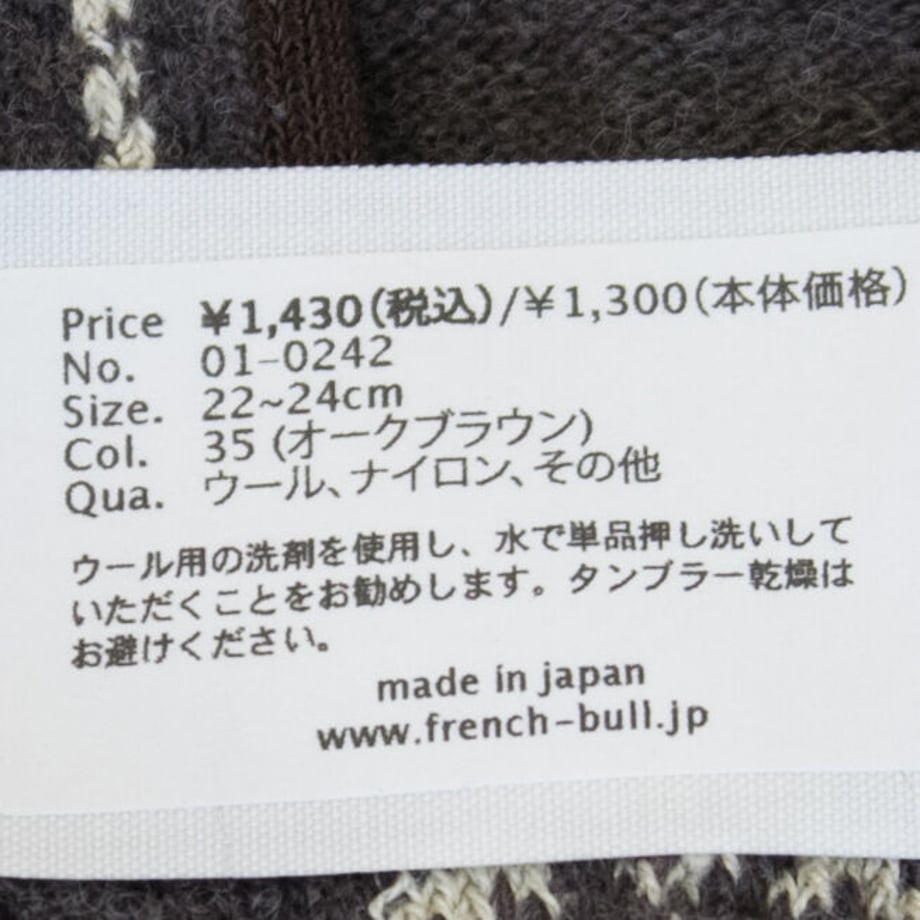 Price ¥1,430(税込)/¥1,300(本体価格)
No. 01-0242
Size. 22~24cm
Col. 35 (オークブラウン)
Qua. ウール、ナイロン、その他
ウール用の洗剤を使用し、水で単品押し洗いして
いただくことをお勧めします。タンブラー乾燥は
お避けください。
made in japan
www.french-bull.jp